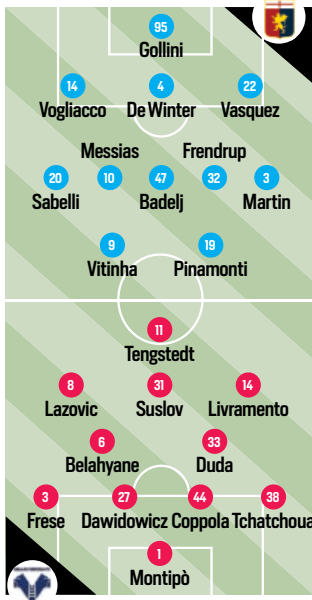 95
Gollini
14 4 22
Vogliacco De Winter Vasquez
Messias Frendrup
20 10 47 32 3
Sabelli Badelj Martin
9 19
Vitinha Pinamonti
11
Tengstedt
8 31 14
Lazovic Suslov Livramento
6 33
Belahyane Duda
3 27 44 38
Frese Dawidowicz Coppola Tchatchoua
1
Montipò